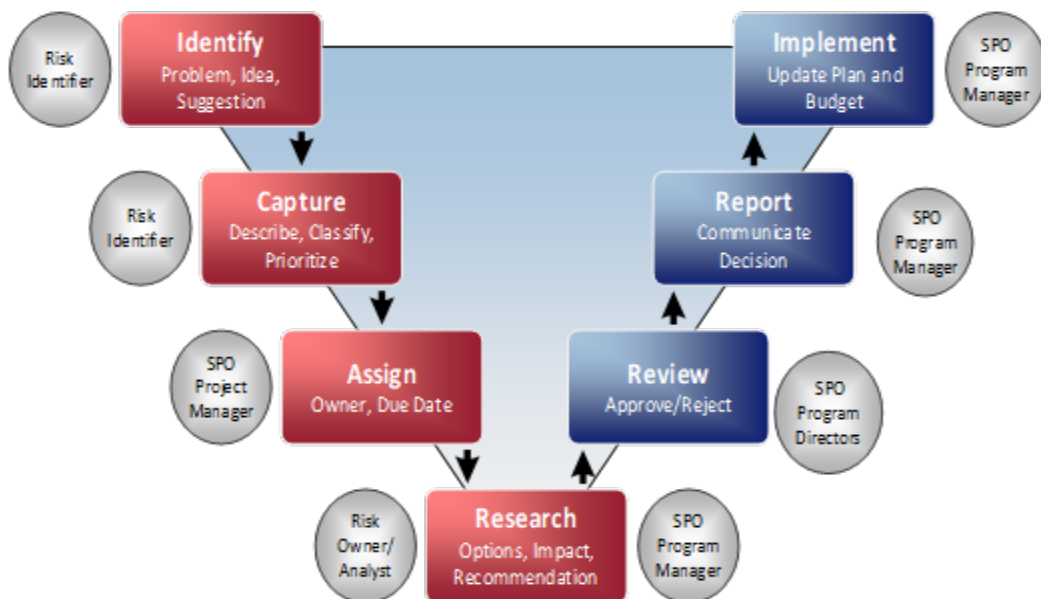 Risk
Identifier
Identify
Problem, Idea,
Suggestion
Implement
Update Plan and
Budget
SPO
Program
Manager
Risk
Identifier
Capture
Describe, Classify,
Prioritize
Report
Communicate
Decision
SPO
Program
Manager
SPO
Project
Manager
Assign
Owner, Due Date
Review
Approve/Reject
SPO
Program
Directors
Risk
Owner/
Analyst
Research
Options, Impact,
Recommendation
SPO
Program
Manager